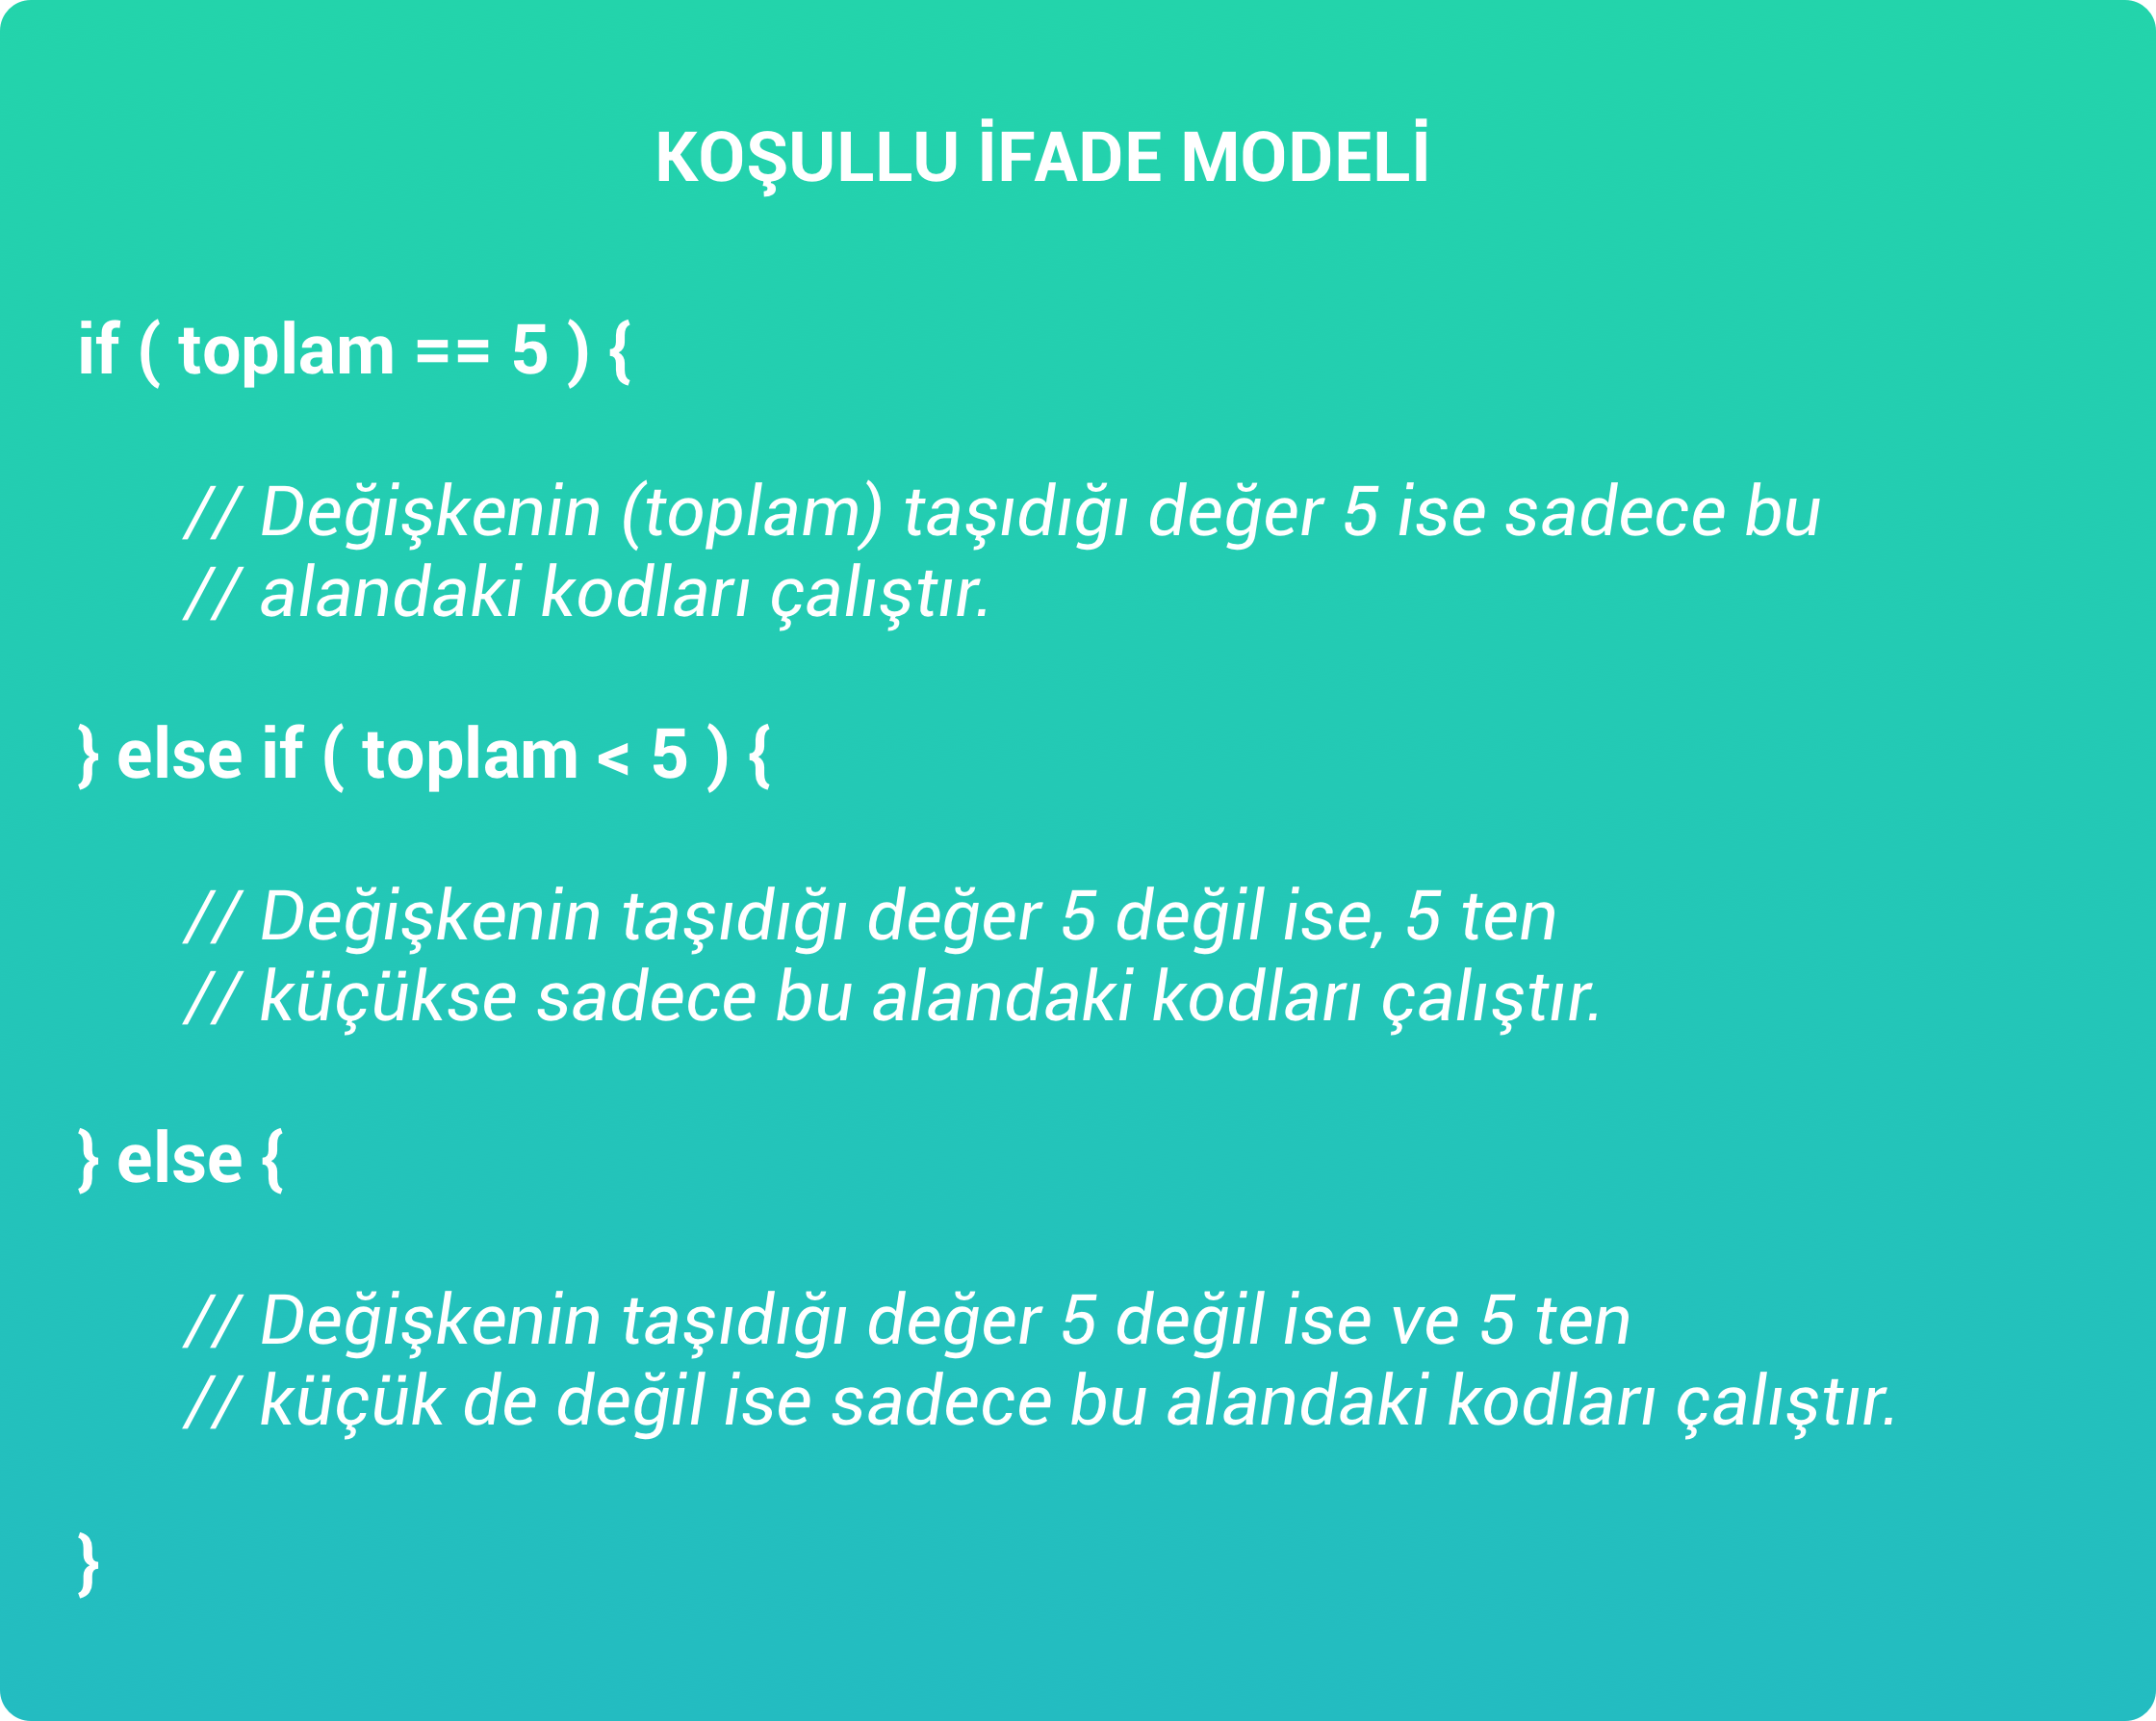 KOŞULLU İFADE MODELİ
if ( toplam == 5 ) {
// Değişkenin (toplam) taşıdığı değer 5 ise sadece bu
// alandaki kodları çalıştır.
} else if ( toplam < 5 ) {
// Değişkenin taşıdığı değer 5 değil ise, 5 ten
// küçükse sadece bu alandaki kodları çalıştır.
} else {
// Değişkenin taşıdığı değer 5 değil ise ve 5 ten
// küçük de değil ise sadece bu alandaki kodları çalıştır.
}